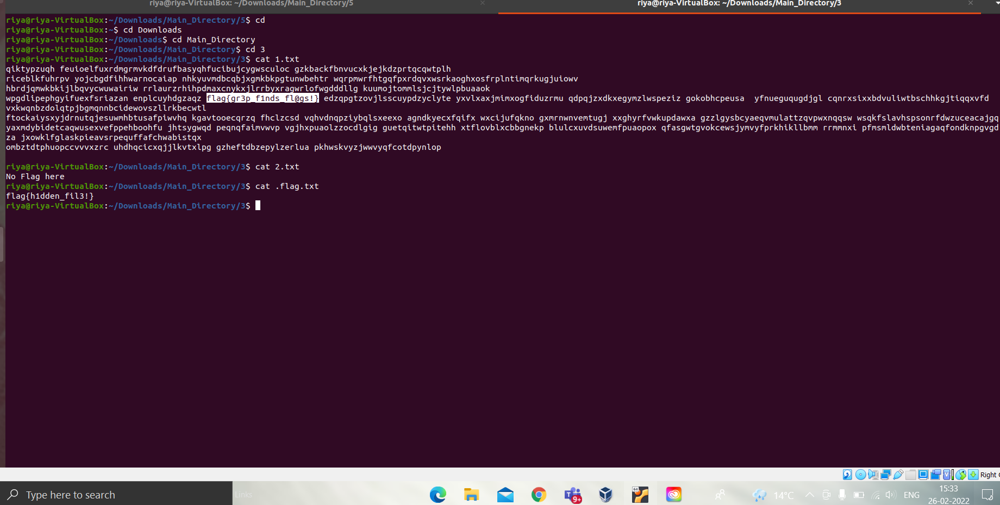 riya@riya-VirtualBox: ~/Downloads/Main_Directory/5
riya@riya-VirtualBox: ~/Downloads/Main_Directory/3
riya@riya-VirtualBox:~/Downloads/Main_Directory/5$ cd
riya@riya-VirtualBox:~$ cd Downloads
riya@riya-VirtualBox:~/Downloads$ cd Main_Directory
riya@riya-VirtualBox:~/Downloads/Main_Directory$ cd 3
riya@riya-VirtualBox:~/Downloads/Main_Directory/3$ cat 1.txt
qiktypzuqh feuioelfuxrdmgrmvkdfdrufbasyqhfucibujcygwsculoc gzkbackfbnvucxkjejkdzprtqcqwtplh
riceblkfuhrpv yojcbgdfihhwarnocaiap nhkyuvmdbcqbjxgmkbkpgtunwbehtr wqrpmwrfhtgqfpxrdqvxwsrkaoghxosfrplntimqrkugjuiowv
hbrdjqmwkbkijlbqvycwuwairiw rrlaurzrhihpdmaxcnykxjlrrbyxragwrlofwgdddllg kuumojtommlsjcjtywlpbuaaok
wpgdlipephgyifuexfsriazan enplcuyhdgzaqz flag{gr3p_f1nds_fl@gs!} edzqpgtzovjlsscuypdzyclyte yxvlxaxjmimxogfiduzrmu qdpqjzxdkxegymzlwspeziz gokobhcpeusa  yfnueguqugdjgl cqnrxsixxbdvuliwtbschhkgjtiqqxvfd
vxkwqnbzdolqtpjbgmqnnbcidewovszllrkbecwtl
ftockaiysxyjdrnutqjesuwmhbtusafpiwvhq kgavtooecqrzq fhclzcsd vqhvdnqpziybqlsxeexo agndkyecxfqifx wxcijufqkno gxmrnwnvemtugj xxghyrfvwkupdawxa gzzlgysbcyaeqvmulattzqvpwxnqqsw wsqkfslavhspsonrfdwzuceacajgq
yaxmdybidetcaqwusexvefppehboohfu jhtsygwqd peqnqfaimvwvp vgjhxpuaolzzocdlgig guetqitwtpitehh xtflovblxcbbgnekp blulcxuvdsuwemfpuaopox qfasgwtgvokcewsjymvyfprkhikllbmm rrmmnxi pfmsmldwbteniagaqfondknpgvgd
za jxowklfglaskpieavsrpequffafchwabistqx
ombztdtphuopccvvvxzrc uhdhqcicxqjjlkvtxlpg gzheftdbzepylzerlua pkhwskvyzjwwvyqfcotdpynlop
riya@riya-VirtualBox:~/Downloads/Main_Directory/3$ cat 2.txt
No Flag here
riya@riya-VirtualBox:~/Downloads/Main_Directory/3$ cat .flag.txt
flag{h1dden_fil3!}
riya@riya-VirtualBox:~/Downloads/Main_Directory/3$
Right
Type here to search
Links
9+
64
14°C
ENG
15:33
26-02-2022